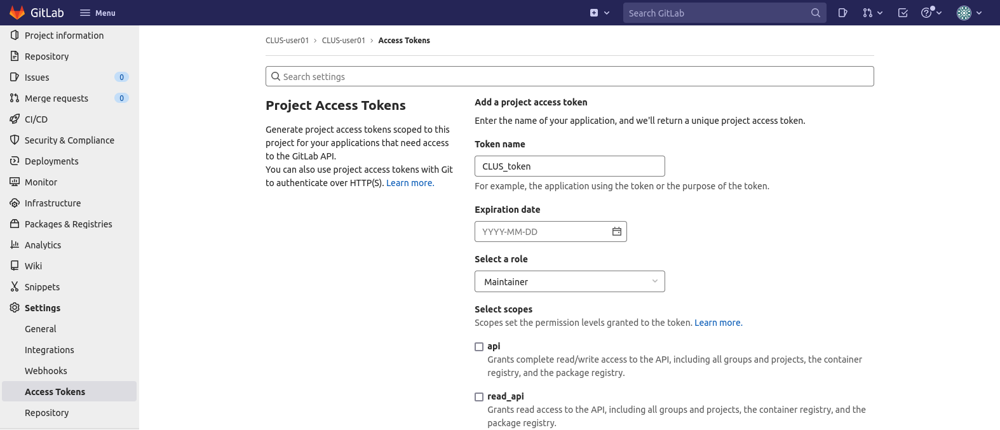 GitLab
Menu
Search GitLab
Project information
Repository
Issues 0
Merge requests 0
CI/CD
Security & Compliance
Deployments
Monitor
Infrastructure
Packages & Registries
Analytics
Wiki
Snippets
Settings
General
Integrations
Webhooks
Access Tokens
Repository
CLUS-user01 › CLUS-user01 › Access Tokens
Search settings
Project Access Tokens
Generate project access tokens scoped to this
project for your applications that need access
to the GitLab API.
You can also use project access tokens with Git
to authenticate over HTTP(S). Learn more.
Add a project access token
Enter the name of your application, and we'll return a unique project access token.
Token name
CLUS_token
For example, the application using the token or the purpose of the token.
Expiration date
YYYY-MM-DD
Select a role
Maintainer
Select scopes
Scopes set the permission levels granted to the token. Learn more.
api
Grants complete read/write access to the API, including all groups and projects, the container
registry, and the package registry.
read_api
Grants read access to the API, including all groups and projects, the container registry, and the
package registry.